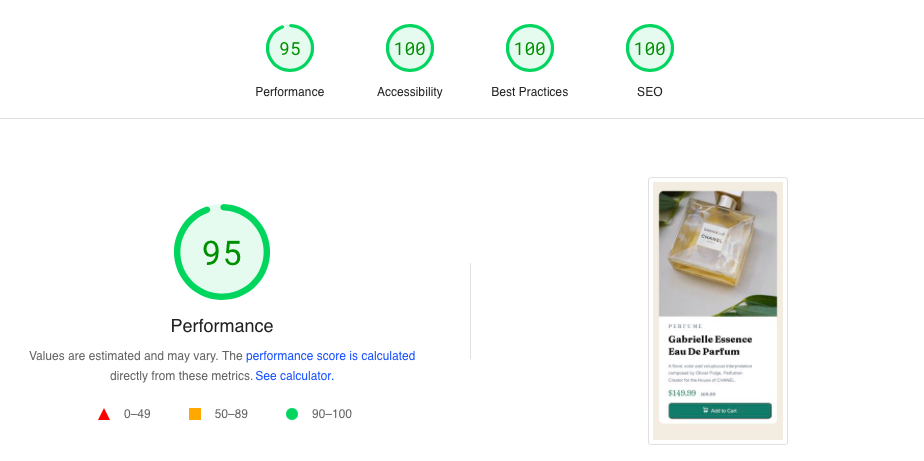 95
100
100
100
Performance
Accessibility
Best Practices
SEO
95
Performance
Values are estimated and may vary. The performance score is calculated
directly from these metrics. See calculator.
0–49
50–89
90–100
CHANEL
PERFUME
Gabrielle Essence
Eau De Parfum
A floral, solar and voluptuous interpretation
composed by Olivier Polge, Perfumer-
Creator for the House of CHANEL.
$149.99
Add to Cart